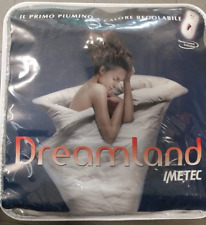 IL PRIMO PIUMINO A CALORE REGOLABILE
Dreamland
IMETEC